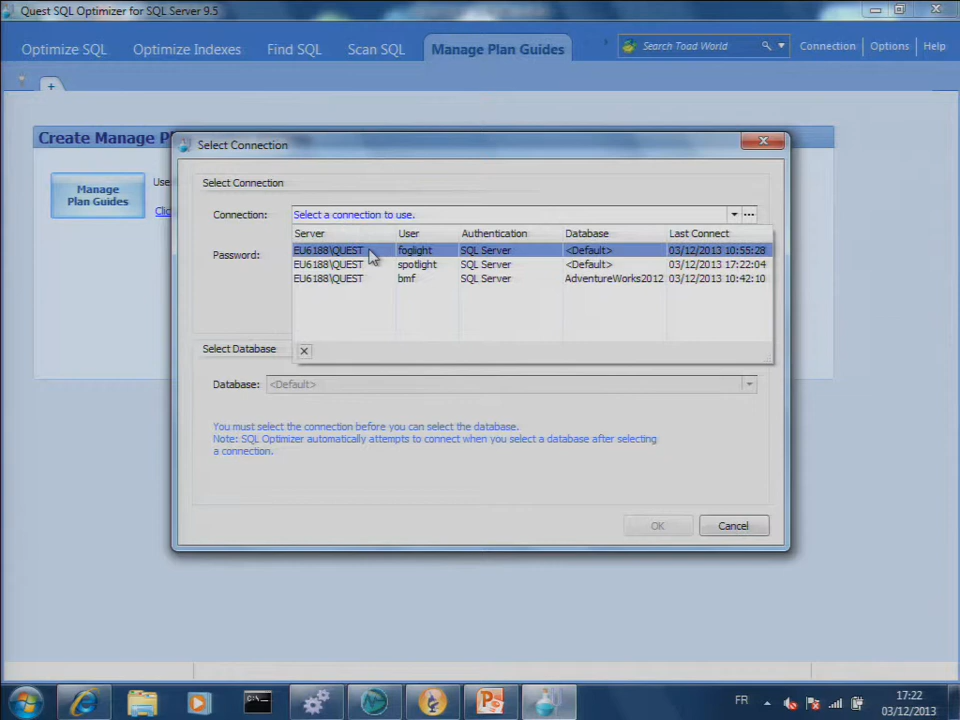 Quest SQL Optimizer for SQL Server 9.5
Optimize SQL Optimize Indexes Find SQL Scan SQL Manage Plan Guides Search Toad World Connection Options Help
+
Create Manage P
Manage Plan Guides
Use
Clic
Select Connection
Select Connection
Connection: Select a connection to use.
Server User Authentication Database Last Connect
EU6188\QUEST foglight SQL Server <Default> 03/12/2013 10:55:28
EU6188\QUEST spotlight SQL Server <Default> 03/12/2013 17:22:04
EU6188\QUEST bmf SQL Server AdventureWorks2012 03/12/2013 10:42:10
Password:
Select Database
Database: <Default>
You must select the connection before you can select the database.
Note: SQL Optimizer automatically attempts to connect when you select a database after selecting
a connection.
OK Cancel
FR 17:22
03/12/2013